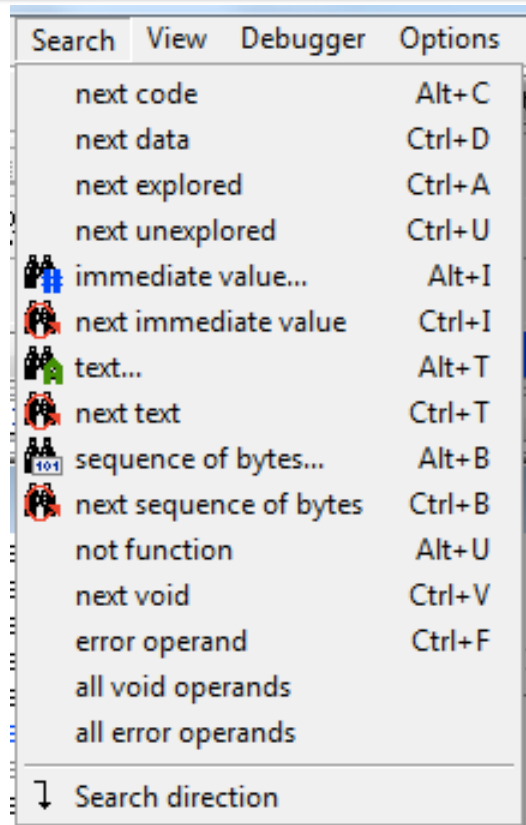 Search View Debugger Options
next code Alt+C
next data Ctrl+D
next explored Ctrl+A
next unexplored Ctrl+U
immediate value... Alt+I
next immediate value Ctrl+I
text... Alt+T
next text Ctrl+T
101 sequence of bytes... Alt+B
next sequence of bytes Ctrl+B
not function Alt+U
next void Ctrl+V
error operand Ctrl+F
all void operands
all error operands
Search direction